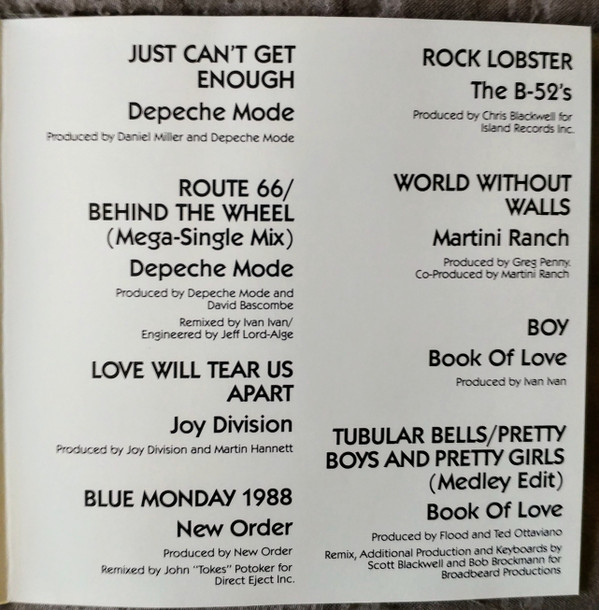 JUST CAN'T GET
ENOUGH
Depeche Mode
Produced by Daniel Miller and Depeche Mode
ROUTE 66/
BEHIND THE WHEEL
(Mega-Single Mix)
Depeche Mode
Produced by Depeche Mode and
David Bascombe
Remixed by Ivan Ivan/
Engineered by Jeff Lord-Alge
LOVE WILL TEAR US
APART
Joy Division
Produced by Joy Division and Martin Hannett
BLUE MONDAY 1988
New Order
Produced by New Order
Remixed by John "Tokes" Potoker for
Direct Eject Inc.
ROCK LOBSTER
The B-52's
Produced by Chris Blackwell for
Island Records Inc.
WORLD WITHOUT
WALLS
Martini Ranch
Produced by Greg Penny.
Co-Produced by Martini Ranch
BOY
Book Of Love
Produced by Ivan Ivan
TUBULAR BELLS/PRETTY
BOYS AND PRETTY GIRLS
(Medley Edit)
Book Of Love
Produced by Flood and Ted Ottaviano
Remix, Additional Production and Keyboards by
Scott Blackwell and Bob Brockmann for
Broadbeard Productions